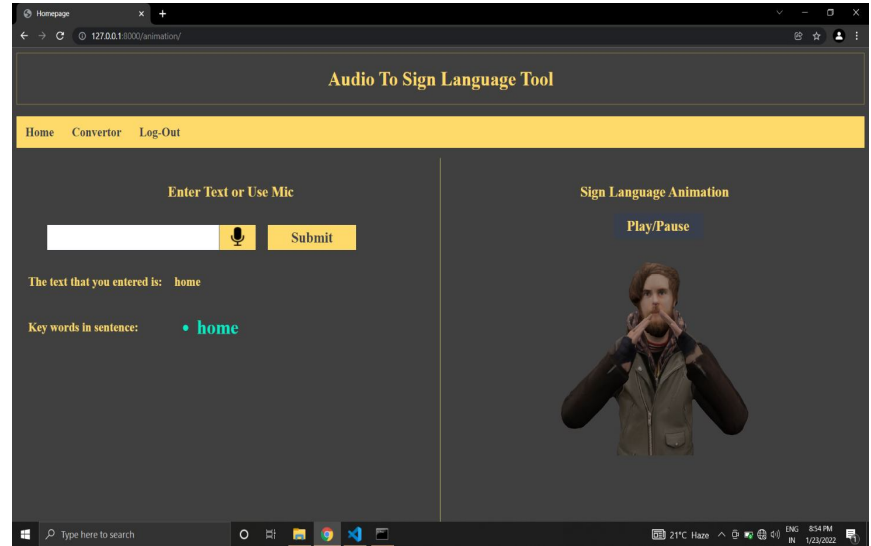 Homepage
127.0.0.1:8000/animation/
Audio To Sign Language Tool
Home Convertor Log-Out
Enter Text or Use Mic
Submit
The text that you entered is: home
Key words in sentence: • home
Sign Language Animation
Play/Pause
Type here to search
21°C Haze
ENG
IN
8:54 PM
1/23/2022